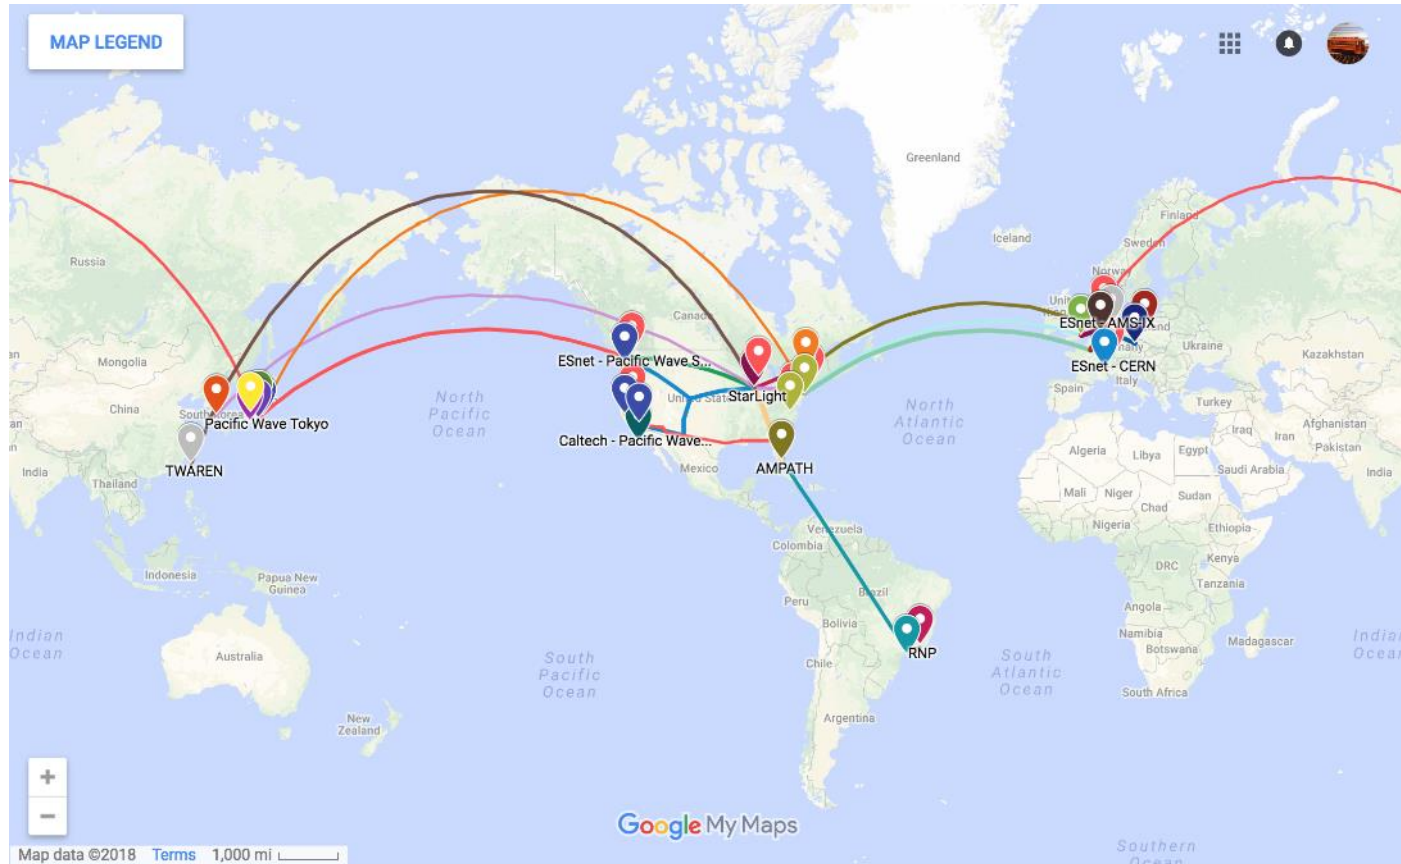 MAP LEGEND
Greenland
Iceland
Finland
Sweden
Norway
Russia
Canada
ESnet - AMS-IX
Ukraine
Kazakhstan
Mongolia
ESnet - Pacific Wave S...
ESnet - CERN
Italy
Spain
Turkey
China
South Korea
StarLight
North
Pacific
Ocean
North
Atlantic
Ocean
Pacific Wave Tokyo
Afghanistan
Iraq
Iran
Pakistan
Caltech - Pacific Wave...
Algeria
Libya
Egypt
Saudi Arabia
India
India
TWAREN
Mexico
AMPATH
Thailand
Mali
Niger
Sudan
Chad
Nigeria
Ethiopia
Venezuela
Colombia
Kenya
DRC
Tanzania
Indonesia
Papua New
Guinea
Peru
Brazil
Bolivia
Angola
Namibia
Botswana
Madagascar
RNP
Indian
Ocean
Australia
South
Pacific
Ocean
Chile
South
Atlantic
Ocean
South Africa
New
Zealand
Argentina
+
−
Google My Maps
Southern
Ocean
Map data ©2018 Terms 1,000 mi